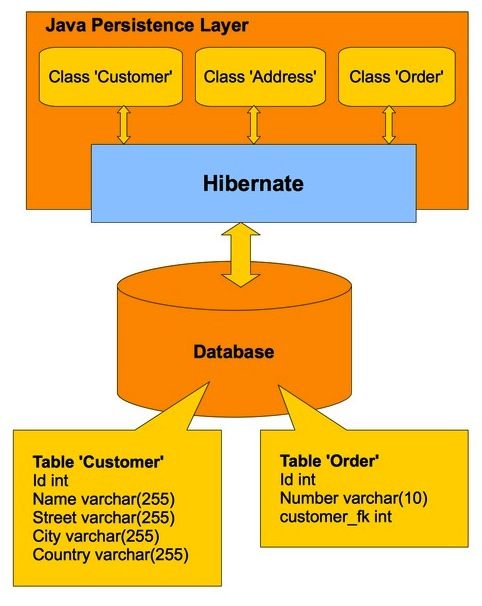 Java Persistence Layer
Class 'Customer'
Class 'Address'
Class 'Order'
Hibernate
Database
Table 'Customer'
Id int
Name varchar(255)
Street varchar(255)
City varchar(255)
Country varchar(255)
Table 'Order'
Id int
Number varchar(10)
customer_fk int